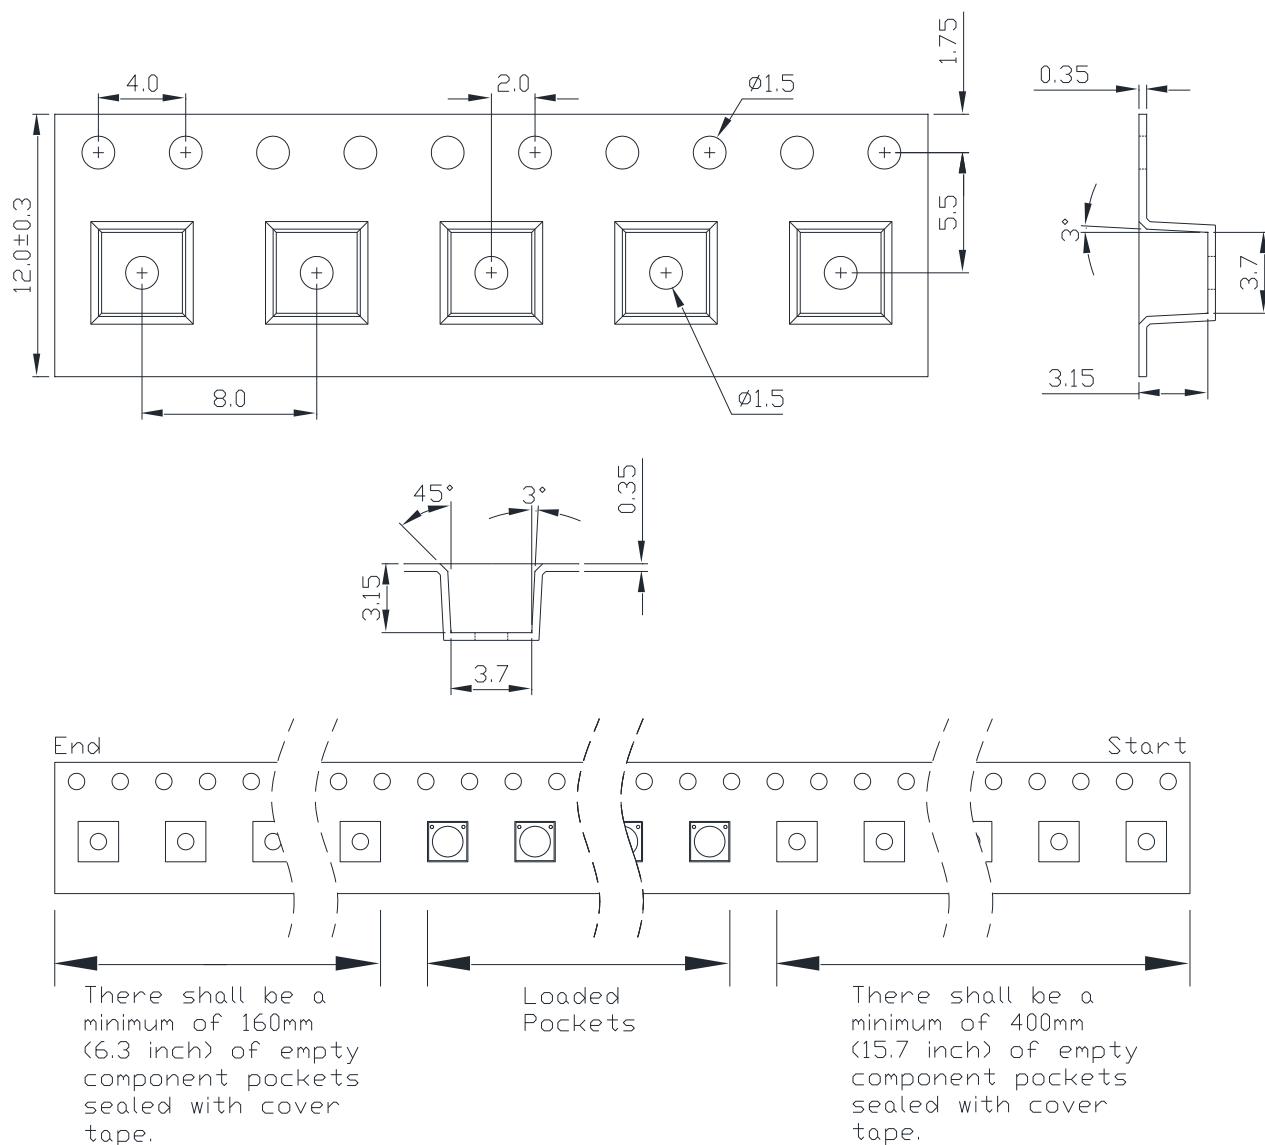 4.0
2.0
ø1.5
1.75
0.35
12.0±0.3
5.5
3°
3.7
8.0
ø1.5
3.15
45°
3°
0.35
3.15
3.7
End
Start
There shall be a
minimum of 160mm
(6.3 inch) of empty
component pockets
sealed with cover
tape.
Loaded
Pockets
There shall be a
minimum of 400mm
(15.7 inch) of empty
component pockets
sealed with cover
tape.